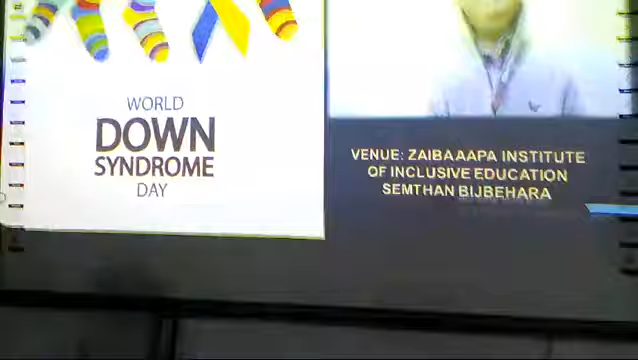 WORLD
DOWN
SYNDROME
DAY
VENUE: ZAIBAAAPA INSTITUTE
OF INCLUSIVE EDUCATION
SEMTHAN BIJBEHARA